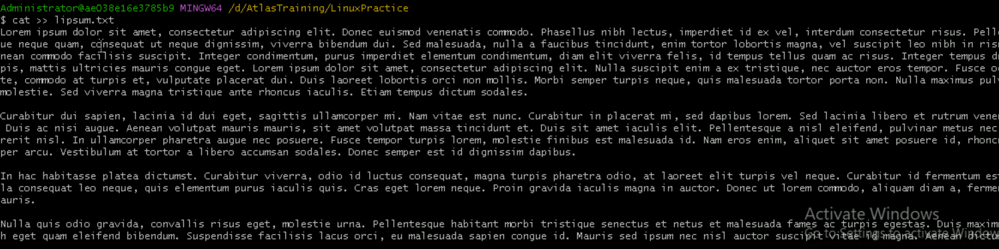 Administrator@ae038e16e3785b9 MINGW64 /d/AtlasTraining/LinuxPractice
$ cat >> lipsum.txt
Lorem ipsum dolor sit amet, consectetur adipiscing elit. Donec euismod venenatis commodo. Phasellus nibh lectus, imperdiet id ex vel, interdum consectetur risus. Pell
ue neque quam, consequat ut neque dignissim, viverra bibendum dui. Sed malesuada, nulla a faucibus tincidunt, enim tortor lobortis magna, vel suscipit leo nibh in ris
nean commodo facilisis suscipit. Integer condimentum, purus imperdiet elementum condimentum, diam elit viverra felis, id tempus tellus quam ac risus. Integer tempus
pis, mattis ultricies mauris congue eget. Lorem ipsum dolor sit amet, consectetur adipiscing elit. Nulla suscipit enim a ex tristique, nec auctor eros tempor. Fusce
te, commodo at turpis et, vulputate placerat dui. Duis laoreet lobortis orci non mollis. Morbi semper turpis neque, quis malesuada tortor porta non. Nulla maximus pul
molestie. Sed viverra magna tristique ante rhoncus iaculis. Etiam tempus dictum sodales.
Curabitur dui sapien, lacinia id dui eget, sagittis ullamcorper mi. Nam vitae est nunc. Curabitur in placerat mi, sed dapibus lorem. Sed lacinia libero et rutrum vene
Duis ac nisi augue. Aenean volutpat mauris mauris, sit amet volutpat massa tincidunt et. Duis sit amet iaculis elit. Pellentesque a nisl eleifend, pulvinar metus nec
rerit nisl. In ullamcorper pharetra augue nec posuere. Fusce tempor turpis lorem, molestie finibus est malesuada id. Nam eros enim, aliquet sit amet posuere id, rhonc
per arcu. Vestibulum at tortor a libero accumsan sodales. Donec semper est id dignissim dapibus.
In hac habitasse platea dictumst. Curabitur viverra, odio id luctus consequat, magna turpis pharetra odio, at laoreet elit turpis vel neque. Curabitur id fermentum es
la consequat leo neque, quis elementum purus iaculis quis. Cras eget lorem neque. Proin gravida iaculis magna in auctor. Donec ut lorem commodo, aliquam diam a, ferme
auris.
Nulla quis odio gravida, convallis risus eget, molestie urna. Pellentesque habitant morbi tristique senectus et netus et malesuada fames ac turpis egestas. Duis maxim
h eget quam eleifend bibendum. Suspendisse facilisis lacus orci, eu malesuada sapien congue id. Mauris sed ipsum nec nisl auctor suscipit vitae id magna. Aenean dictu
Activate Windows
Go to Settings to activate Window